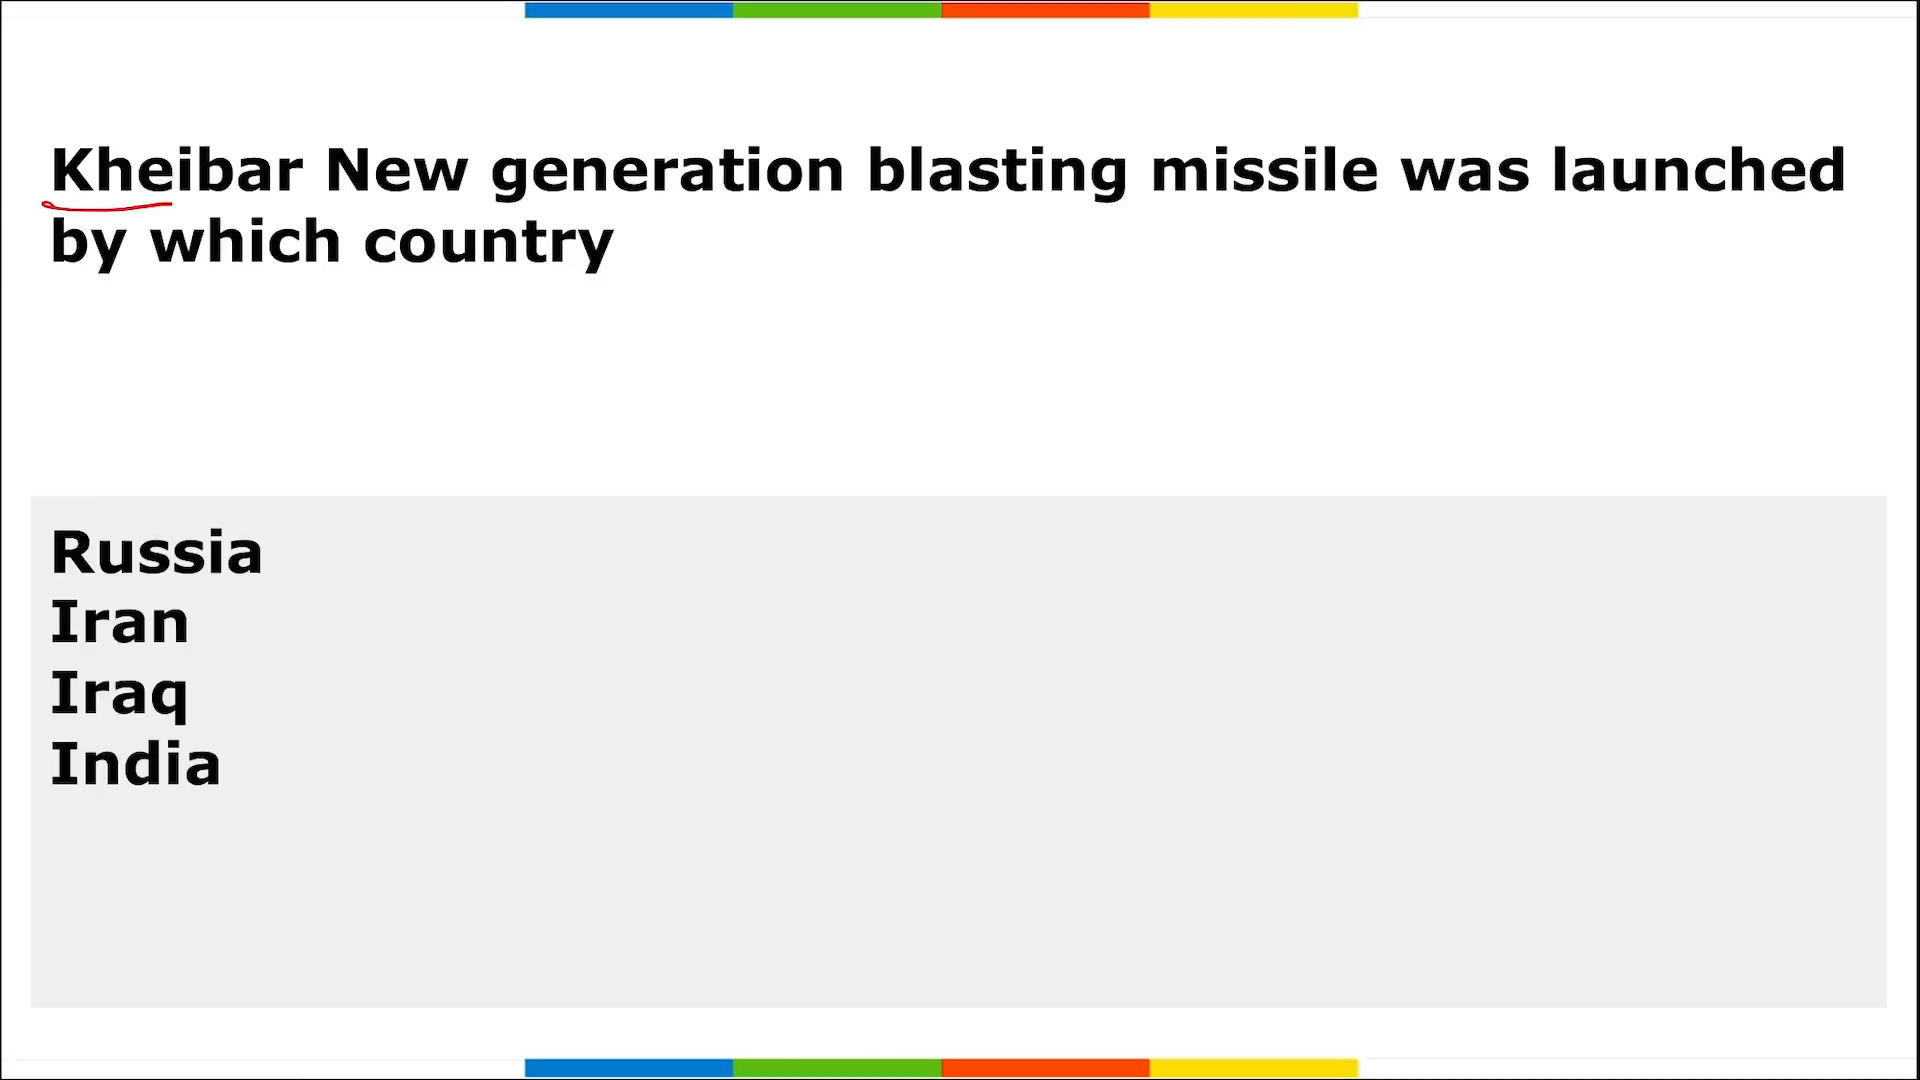 Kheibar New generation blasting missile was launched
by which country
Russia
Iran
Iraq
India